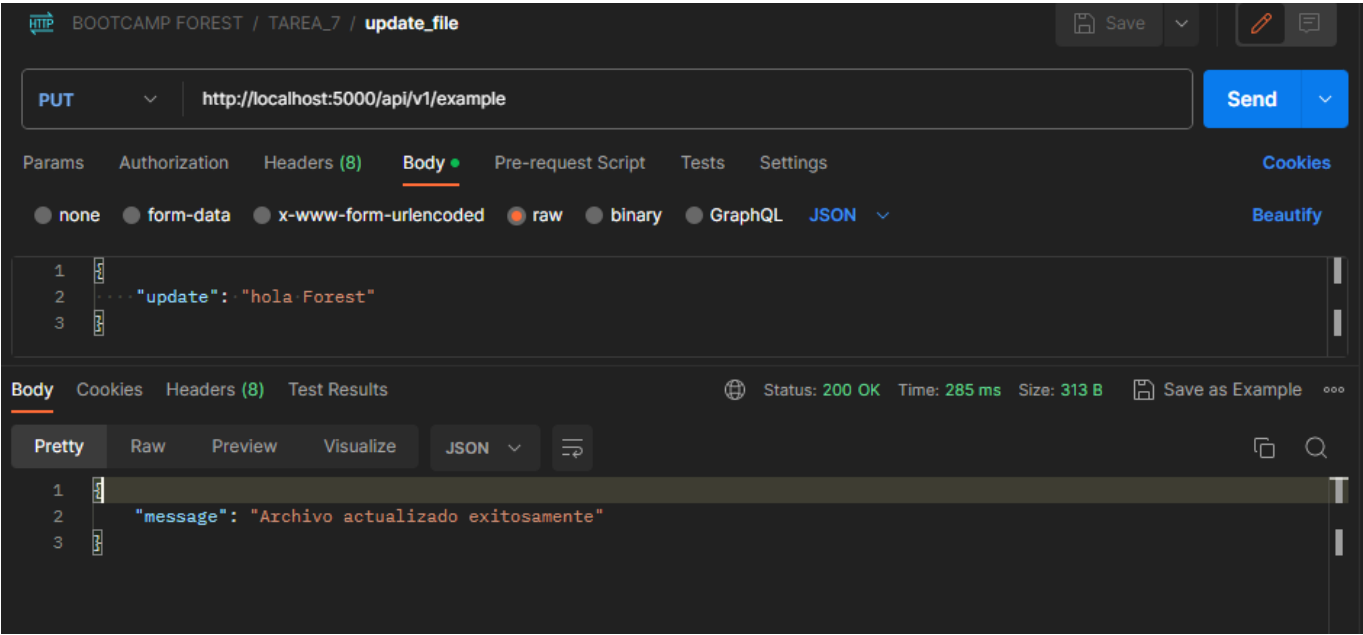 HTTP BOOTCAMP FOREST / TAREA_7 / update_file Save
PUT http://localhost:5000/api/v1/example Send
Params Authorization Headers (8) Body Pre-request Script Tests Settings Cookies
none form-data x-www-form-urlencoded raw binary GraphQL JSON Beautify
1 {
2 ····"update":·"hola·Forest"
3 }
Body Cookies Headers (8) Test Results Status: 200 OK Time: 285 ms Size: 313 B Save as Example
Pretty Raw Preview Visualize JSON
1 {
2 "message": "Archivo actualizado exitosamente"
3 }